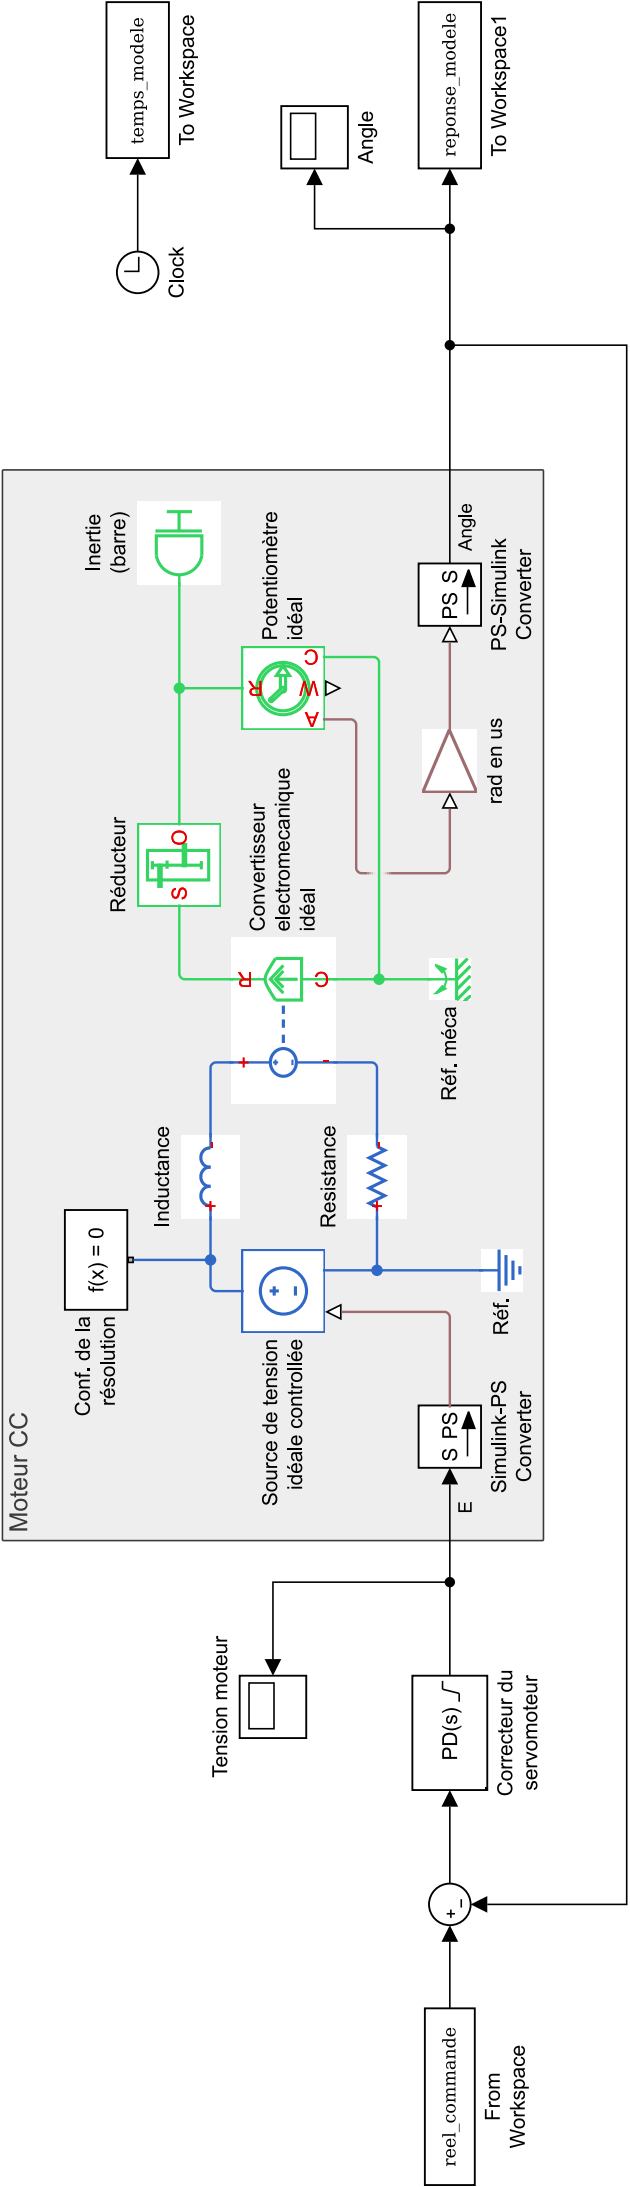 Moteur CC
Conf. de la
résolution
f(x) = 0
Inductance
+
-
Réducteur
S
O
Inertie
(barre)
temps_modele
To Workspace
Clock
Tension moteur
Source de tension
idéale controllée
+
-
Convertisseur
electromecanique
idéal
+
-
R
C
Potentiomètre
idéal
R
A
W
C
Angle
Resistance
+
-
reel_commande
From
Workspace
+
-
PD(s)
Correcteur du
servomoteur
E
S PS
Simulink-PS
Converter
Réf.
Réf. méca
rad en us
PS S
PS-Simulink
Converter
Angle
reponse_modele
To Workspace1